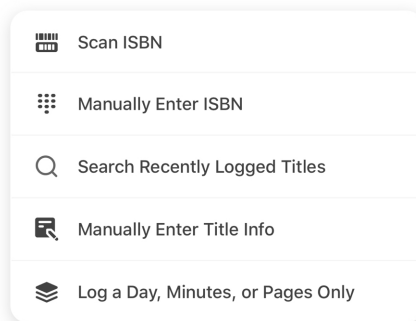 Scan ISBN
Manually Enter ISBN
Search Recently Logged Titles
Manually Enter Title Info
Log a Day, Minutes, or Pages Only